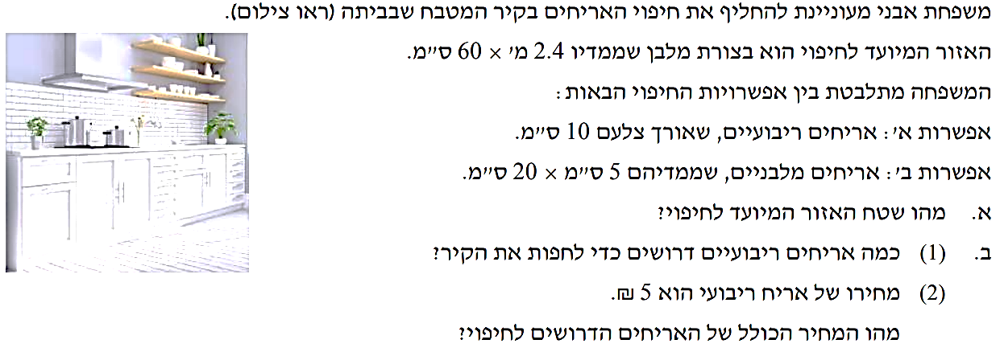 משפחת אבני מעוניינת להחליף את חיפוי האריחים בקיר המטבח שבביתה (ראו צילום).
האזור המיועד לחיפוי הוא בצורת מלבן שממדיו 2.4 מ' × 60 ס"מ.
המשפחה מתלבטת בין אפשרויות החיפוי הבאות:
אפשרות א': אריחים ריבועיים, שאורך צלעם 10 ס"מ.
אפשרות ב': אריחים מלבניים, שממדיהם 5 ס"מ × 20 ס"מ.
א. מהו שטח האזור המיועד לחיפוי?
ב. (1) כמה אריחים ריבועיים דרושים כדי לחפות את הקיר?
(2) מחירו של אריח ריבועי הוא 5 ₪.
מהו המחיר הכולל של האריחים הדרושים לחיפוי?